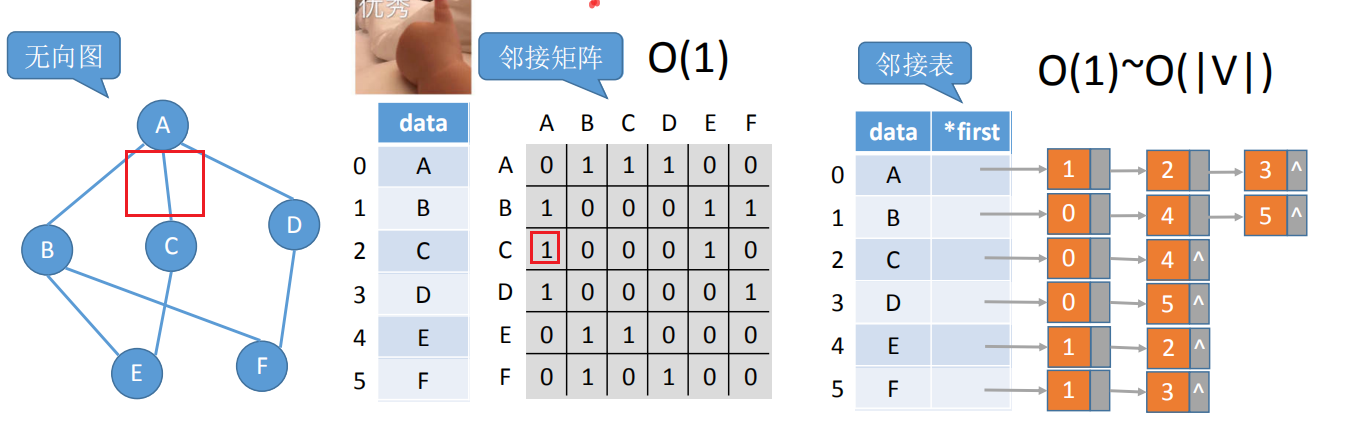 无向图
A
B
C
D
E
F
优秀
data
0 A
1 B
2 C
3 D
4 E
5 F
邻接矩阵
O(1)
A B C D E F
A 0 1 1 1 0 0
B 1 0 0 0 1 1
C 1 0 0 0 1 0
D 1 0 0 0 0 1
E 0 1 1 0 0 0
F 0 1 0 1 0 0
邻接表
O(1)~O(|V|)
data *first
0 A 1 2 3 ^
1 B 0 4 5 ^
2 C 0 4 ^
3 D 0 5 ^
4 E 1 2 ^
5 F 1 3 ^